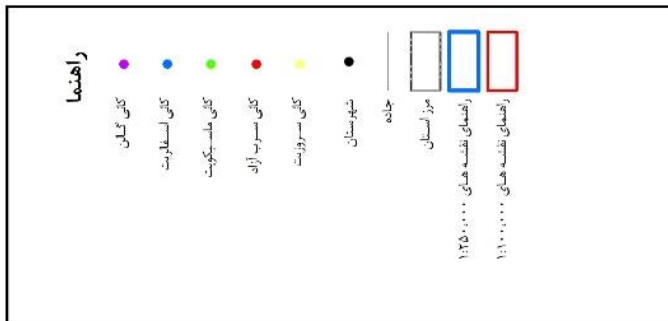 راهنما
کانی گالن
کانی اسفالریت
کانی ماسیکویت
کانی سرب آزاد
کانی سروزیت
شهرستان
جاده
مرز استان
راهنمای نقشه های ۱:۲۵۰،۰۰۰
راهنمای نقشه های ۱:۱۰۰،۰۰۰